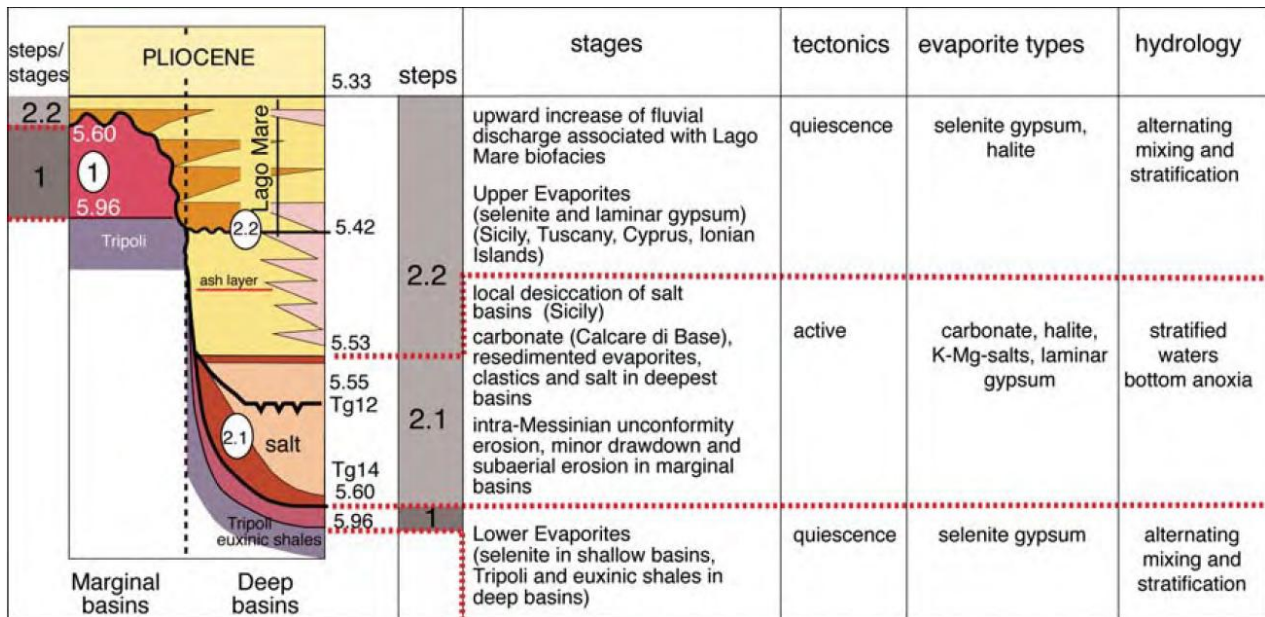 steps/
stages
PLIOCENE
5.33
steps
stages
tectonics
evaporite types
hydrology
2.2
5.60
1
1
5.96
Tripoli
Lago Mare
2.2
5.42
ash layer
5.53
5.55
Tg12
2.1
salt
Tg14
5.60
5.96
Tripoli
euxinic shales
Marginal
basins
Deep
basins
2.2
2.1
1
upward increase of fluvial
discharge associated with Lago
Mare biofacies
Upper Evaporites
(selenite and laminar gypsum)
(Sicily, Tuscany, Cyprus, Ionian
Islands)
quiescence
selenite gypsum,
halite
alternating
mixing and
stratification
local desiccation of salt
basins (Sicily)
carbonate (Calcare di Base),
resedimented evaporites,
clastics and salt in deepest
basins
intra-Messinian unconformity
erosion, minor drawdown and
subaerial erosion in marginal
basins
active
carbonate, halite,
K-Mg-salts, laminar
gypsum
stratified
waters
bottom anoxia
Lower Evaporites
(selenite in shallow basins,
Tripoli and euxinic shales in
deep basins)
quiescence
selenite gypsum
alternating
mixing and
stratification